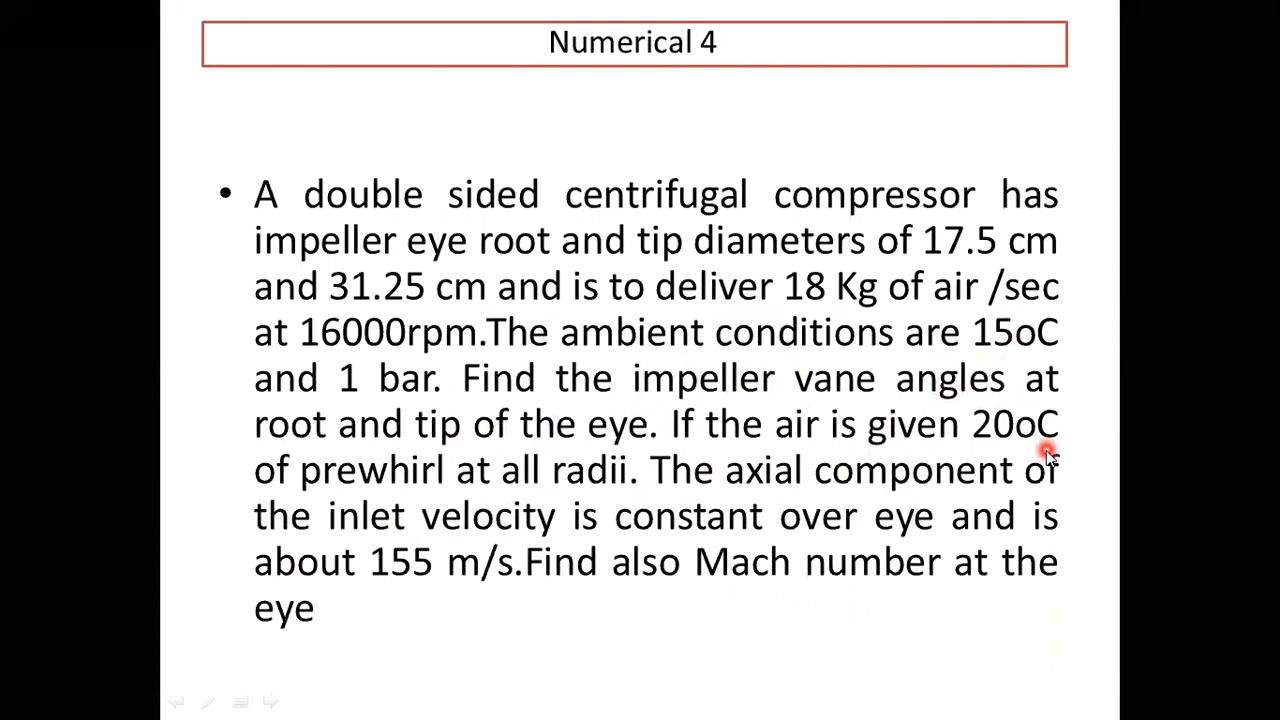 Numerical 4
• A double sided centrifugal compressor has
impeller eye root and tip diameters of 17.5 cm
and 31.25 cm and is to deliver 18 Kg of air /sec
at 16000rpm.The ambient conditions are 15oC
and 1 bar. Find the impeller vane angles at
root and tip of the eye. If the air is given 20oC
of prewhirl at all radii. The axial component of
the inlet velocity is constant over eye and is
about 155 m/s.Find also Mach number at the
eye